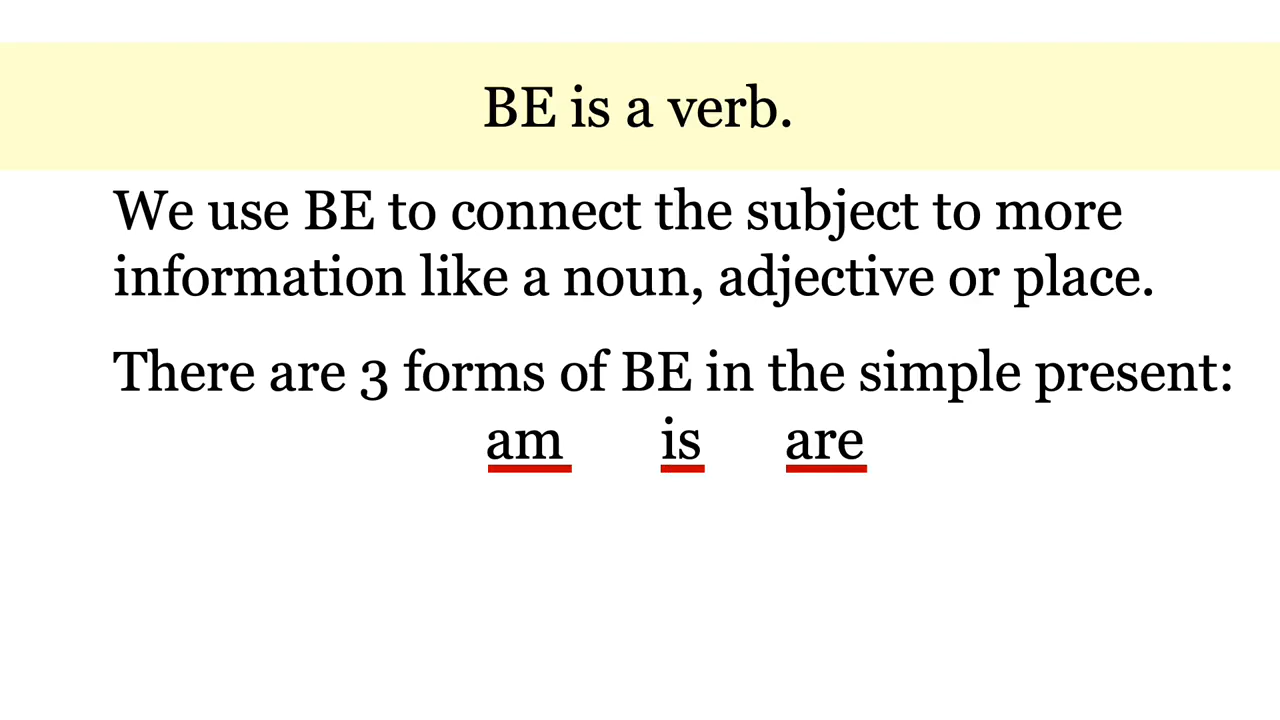 BE is a verb.
We use BE to connect the subject to more
information like a noun, adjective or place.
There are 3 forms of BE in the simple present:
am is are